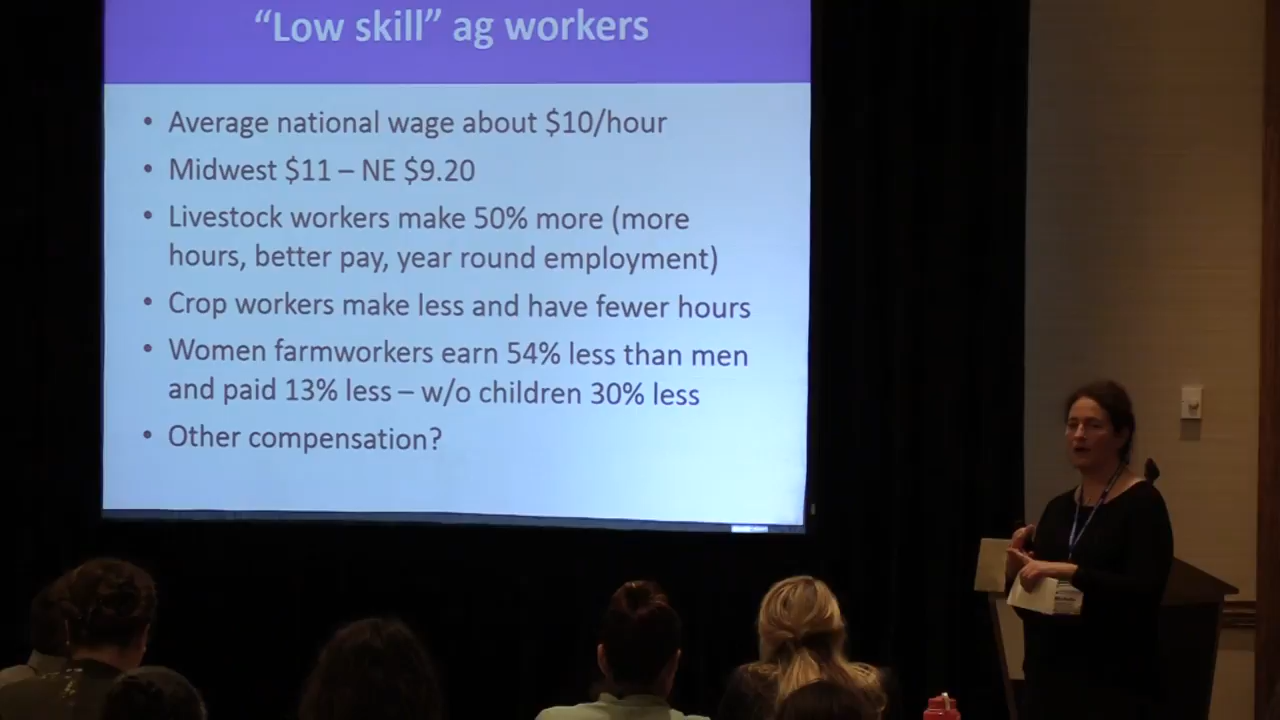 “Low skill” ag workers
• Average national wage about $10/hour
• Midwest $11 – NE $9.20
• Livestock workers make 50% more (more
hours, better pay, year round employment)
• Crop workers make less and have fewer hours
• Women farmworkers earn 54% less than men
and paid 13% less – w/o children 30% less
• Other compensation?